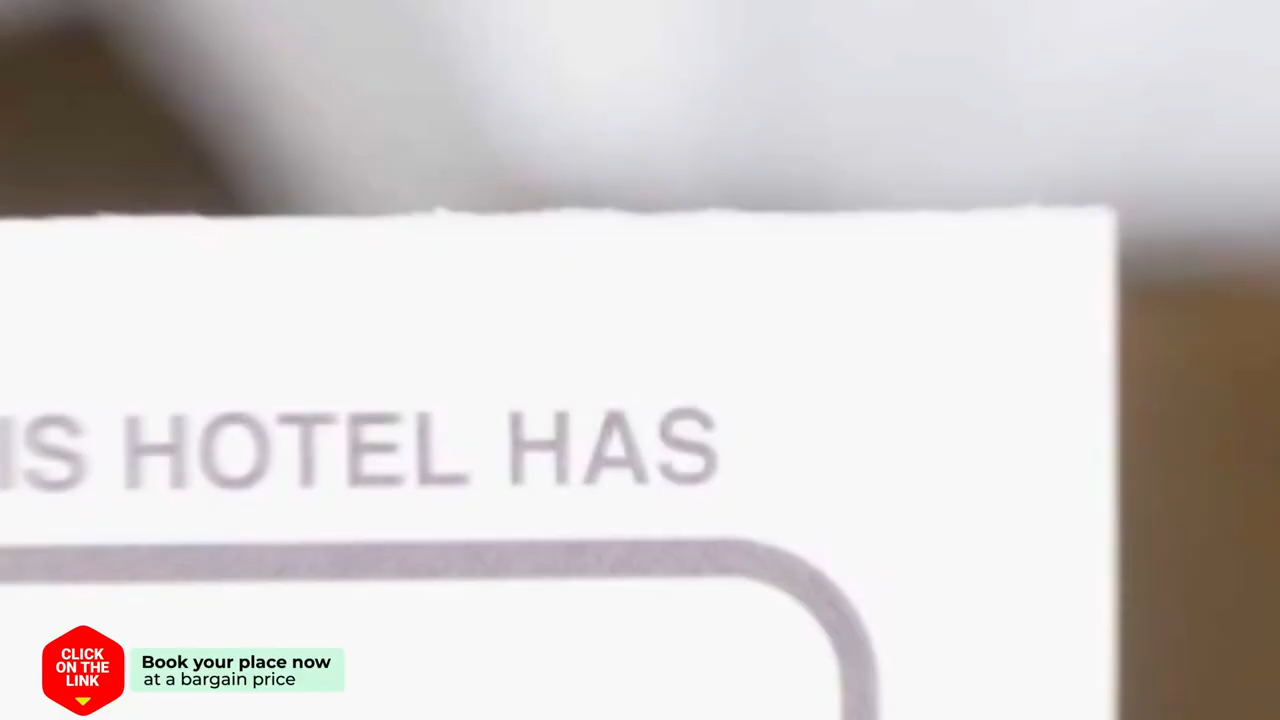 IS HOTEL HAS
CLICK
ON THE
LINK
Book your place now
at a bargain price